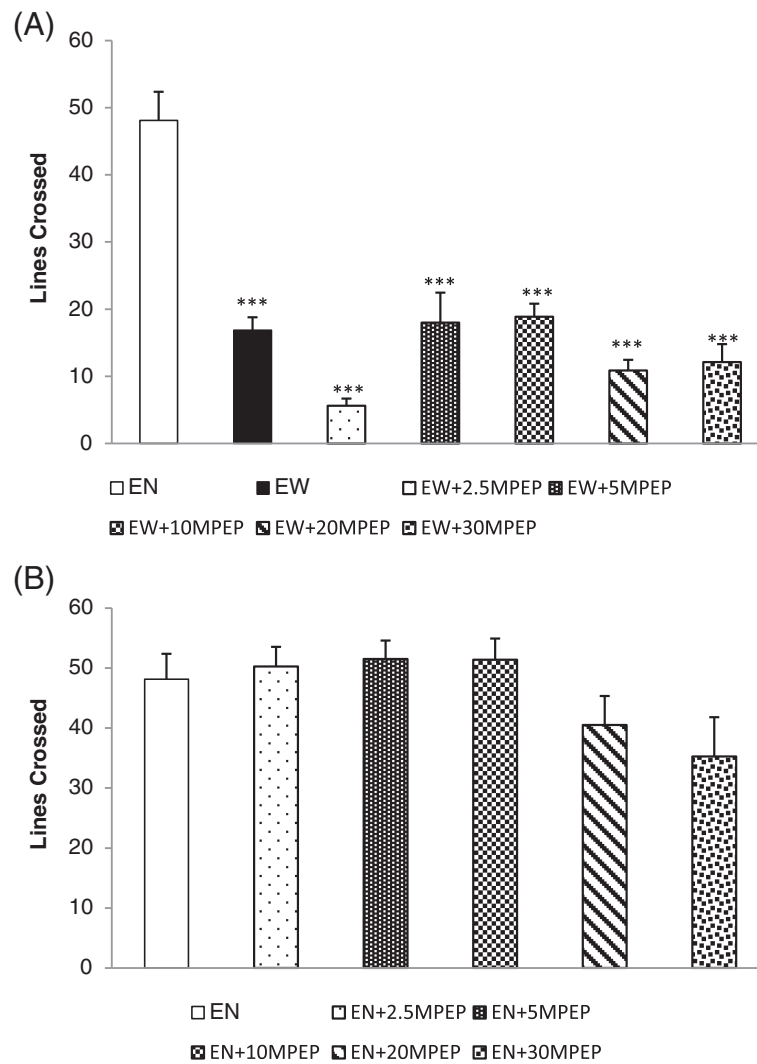 (A)
60
50
40
30
20
10
0
Lines Crossed
***
***
***
***
***
***
EN EW EW+2.5MPEP EW+5MPEP
EW+10MPEP EW+20MPEP EW+30MPEP
(B)
60
50
40
30
20
10
0
Lines Crossed
EN EN+2.5MPEP EN+5MPEP
EN+10MPEP EN+20MPEP EN+30MPEP